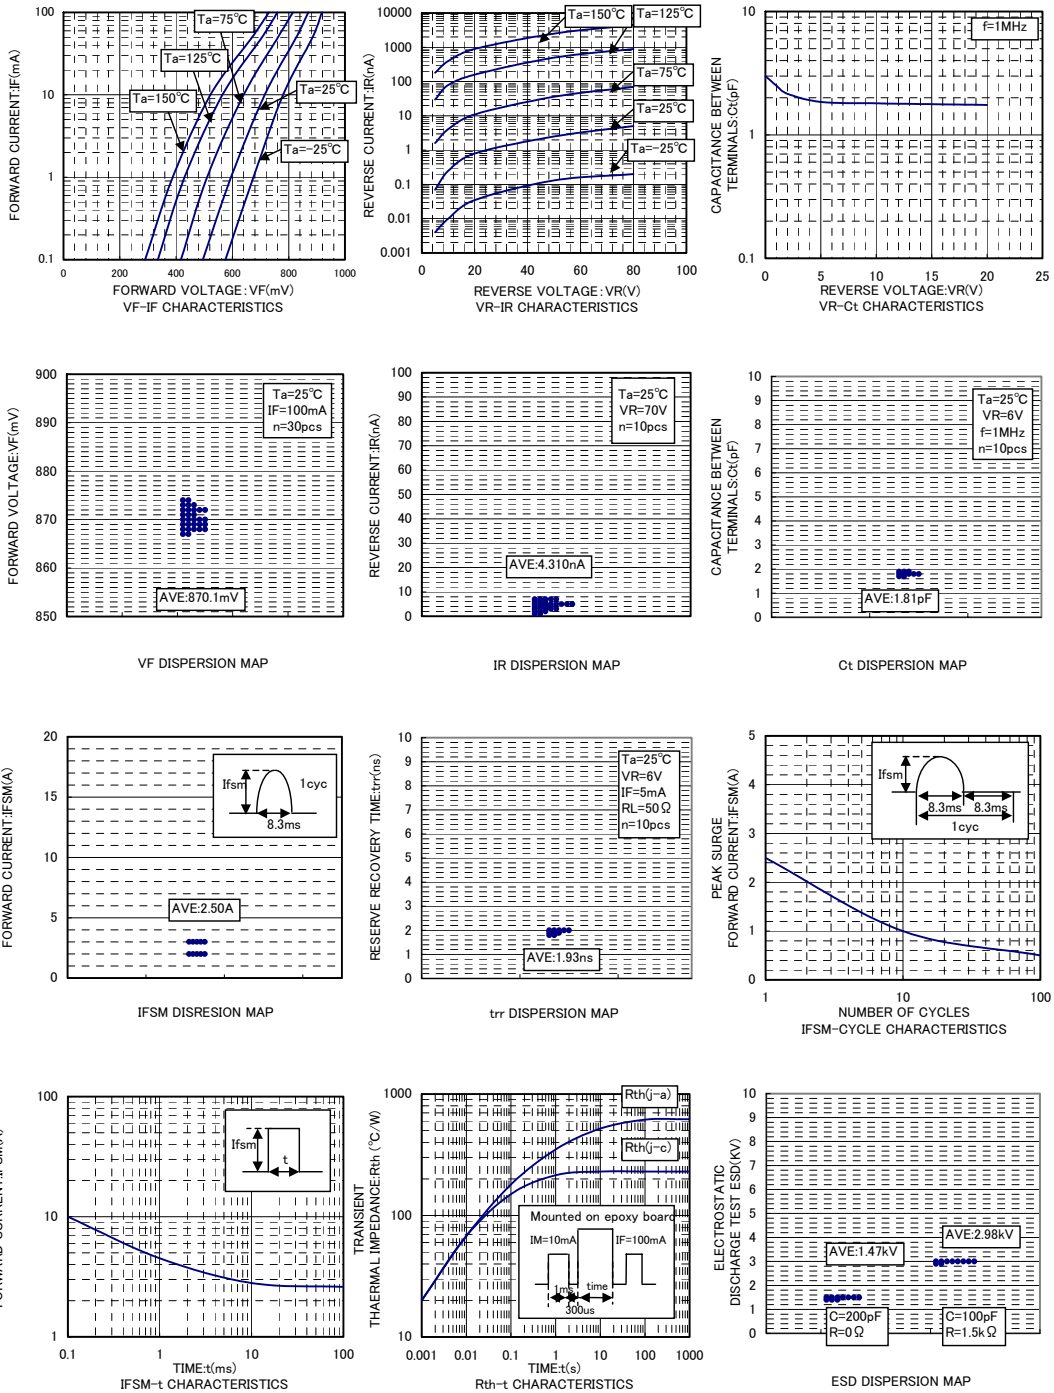 FORWARD CURRENT:IF(mA)
100
10
1
0.1
0 200 400 600 800 1000
Ta=75℃
Ta=125℃
Ta=150℃
Ta=25℃
Ta=-25℃
FORWARD VOLTAGE:VF(mV)
VF-IF CHARACTERISTICS
REVERSE CURRENT:IR(nA)
10000
1000
100
10
1
0.1
0.01
0.001
0 20 40 60 80 100
Ta=150℃
Ta=125℃
Ta=75℃
Ta=25℃
Ta=-25℃
REVERSE VOLTAGE:VR(V)
VR-IR CHARACTERISTICS
CAPACITANCE BETWEEN
TERMINALS:Ct(pF)
10
1
0.1
0 5 10 15 20 25
f=1MHz
REVERSE VOLTAGE:VR(V)
VR-Ct CHARACTERISTICS
FORWARD VOLTAGE:VF(mV)
900
890
880
870
860
850
Ta=25℃
IF=100mA
n=30pcs
AVE:870.1mV
VF DISPERSION MAP
REVERSE CURRENT:IR(nA)
100
90
80
70
60
50
40
30
20
10
0
Ta=25℃
VR=70V
n=10pcs
AVE:4.310nA
IR DISPERSION MAP
CAPACITANCE BETWEEN
TERMINALS:Ct(pF)
10
9
8
7
6
5
4
3
2
1
0
Ta=25℃
VR=6V
f=1MHz
n=10pcs
AVE:1.81pF
Ct DISPERSION MAP
FORWARD CURRENT:IFSM(A)
20
15
10
5
0
Ifsm
1cyc
8.3ms
AVE:2.50A
IFSM DISRESION MAP
RESERVE RECOVERY TIME:trr(ns)
10
9
8
7
6
5
4
3
2
1
0
Ta=25℃
VR=6V
IF=5mA
RL=50Ω
n=10pcs
AVE:1.93ns
trr DISPERSION MAP
PEAK SURGE
FORWARD CURRENT:IFSM(A)
5
4
3
2
1
0
1 10 100
Ifsm
8.3ms 8.3ms
1cyc
NUMBER OF CYCLES
IFSM-CYCLE CHARACTERISTICS
100
10
1
0.1 1 10 100
Ifsm
t
TIME:t(ms)
IFSM-t CHARACTERISTICS
TRANSIENT
THAERMAL IMPEDANCE:Rth (℃/W)
1000
100
10
0.001 0.01 0.1 1 10 100 1000
Rth(j-a)
Rth(j-c)
Mounted on epoxy board
IM=10mA IF=100mA
1ms time
300us
TIME:t(s)
Rth-t CHARACTERISTICS
ELECTROSTATIC
DISCHARGE TEST ESD(KV)
10
9
8
7
6
5
4
3
2
1
0
AVE:2.98kV
AVE:1.47kV
C=200pF
R=0Ω
C=100pF
R=1.5kΩ
ESD DISPERSION MAP